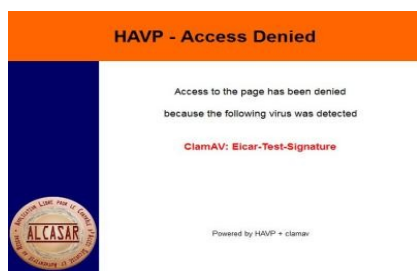 HAVP - Access Denied
Access to the page has been denied
because the following virus was detected
ClamAV: Eicar-Test-Signature
ALCASAR
Powered by HAVP + clamav